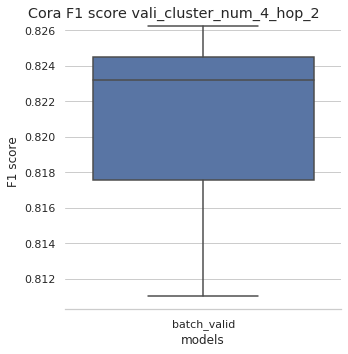 Cora F1 score vali_cluster_num_4_hop_2
0.826
0.824
0.822
0.820
0.818
0.816
0.814
0.812
F1 score
batch_valid
models